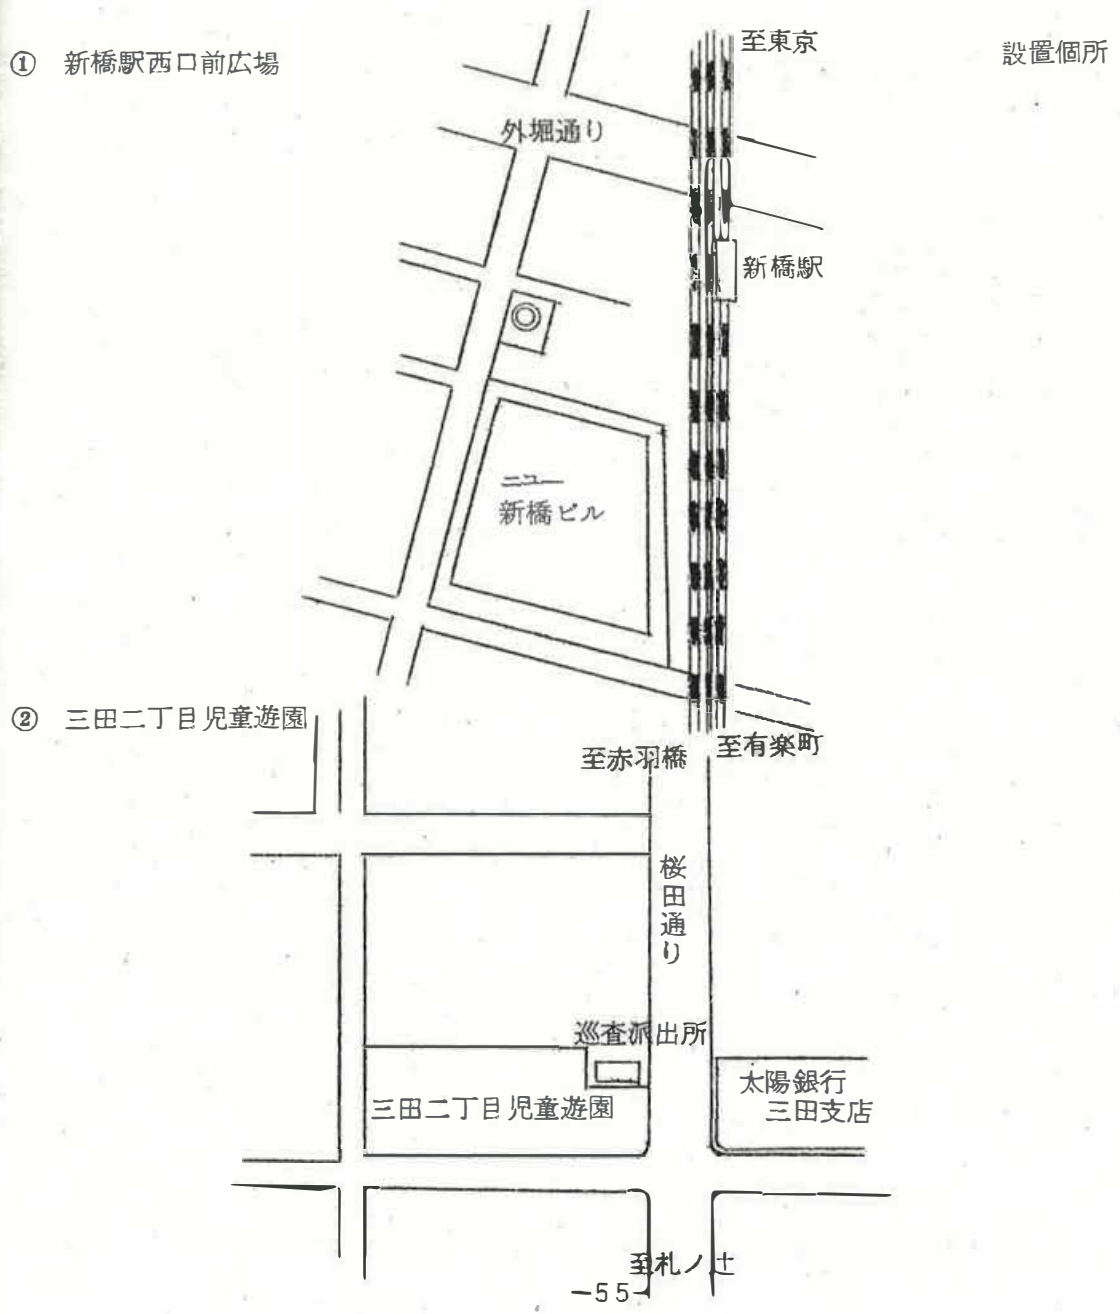 ① 新橋駅西口前広場
設置個所
至東京
外堀通り
新橋駅
ニュー
新橋ビル
至有楽町
② 三田二丁目児童遊園
至赤羽橋
桜田通り
巡査派出所
三田二丁目児童遊園
太陽銀行
三田支店
至札ノ辻
-55-